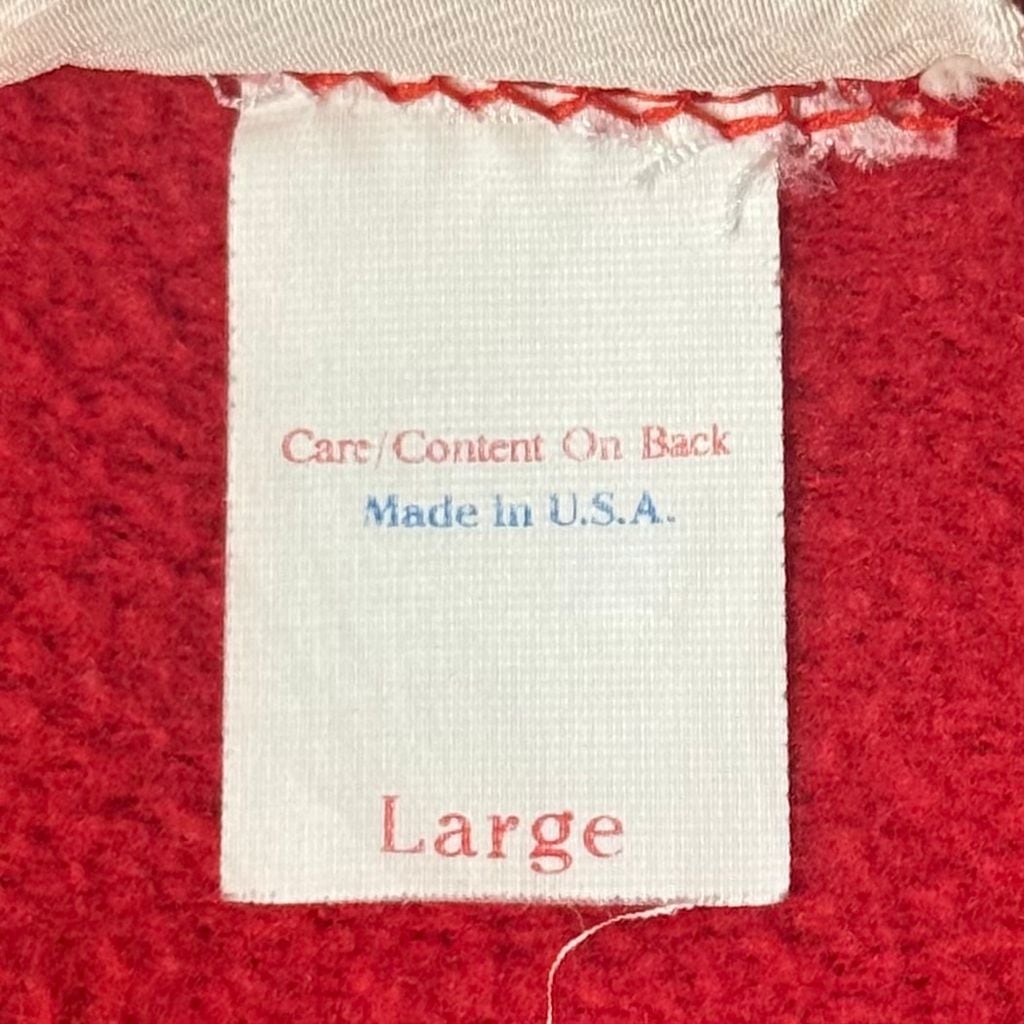 Care/Content On Back
Made in U.S.A.
Large